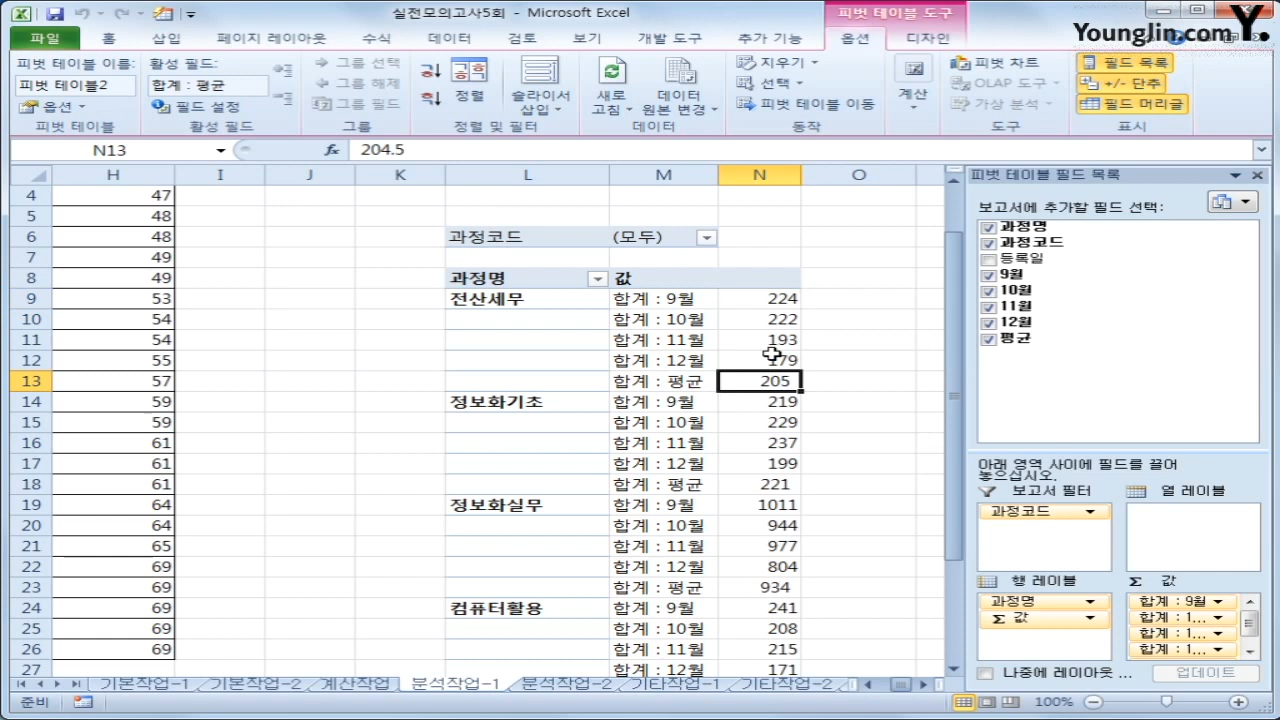 실전모의고사5회 - Microsoft Excel
피벗 테이블 도구
Younglin.com Y.
파일 홈 삽입 페이지 레이아웃 수식 데이터 검토 보기 개발 도구 추가 기능 옵션 디자인
피벗 테이블 이름: 활성 필드: 그룹 선택 지우기 피벗 차트 필드 목록
피벗 테이블2 합계 : 평균 그룹 해제 선택 OLAP 도구 +/- 단추
옵션 필드 설정 그룹 필드 정렬 슬라이서 삽입 새로 고침 데이터 원본 변경 피벗 테이블 이동 계산 가상 분석 필드 머리글
피벗 테이블 활성 필드 그룹 정렬 및 필터 데이터 동작 도구 표시
N13 fx 204.5
H I J K L M N O
4 47
5 48
6 48 과정코드 (모두)
7 49
8 49 과정명 값
9 53 전산세무 합계 : 9월 224
10 54 합계 : 10월 222
11 54 합계 : 11월 193
12 55 합계 : 12월 179
13 57 합계 : 평균 205
14 59 정보화기초 합계 : 9월 219
15 59 합계 : 10월 229
16 61 합계 : 11월 237
17 61 합계 : 12월 199
18 61 합계 : 평균 221
19 64 정보화실무 합계 : 9월 1011
20 64 합계 : 10월 944
21 65 합계 : 11월 977
22 69 합계 : 12월 804
23 69 합계 : 평균 934
24 69 컴퓨터활용 합계 : 9월 241
25 69 합계 : 10월 208
26 69 합계 : 11월 215
27 합계 : 12월 171
피벗 테이블 필드 목록
보고서에 추가할 필드 선택:
과정명
과정코드
등록일
9월
10월
11월
12월
평균
아래 영역 사이에 필드를 끌어
놓으십시오.
보고서 필터 열 레이블
과정코드
행 레이블 Σ 값
과정명 합계 : 9월
Σ 값 합계 : 1...
합계 : 1...
합계 : 1...
나중에 레이아웃 ... 업데이트
기본작업-1 기본작업-2 계산작업 분석작업-1 분석작업-2 기타작업-1 기타작업-2
준비 100%